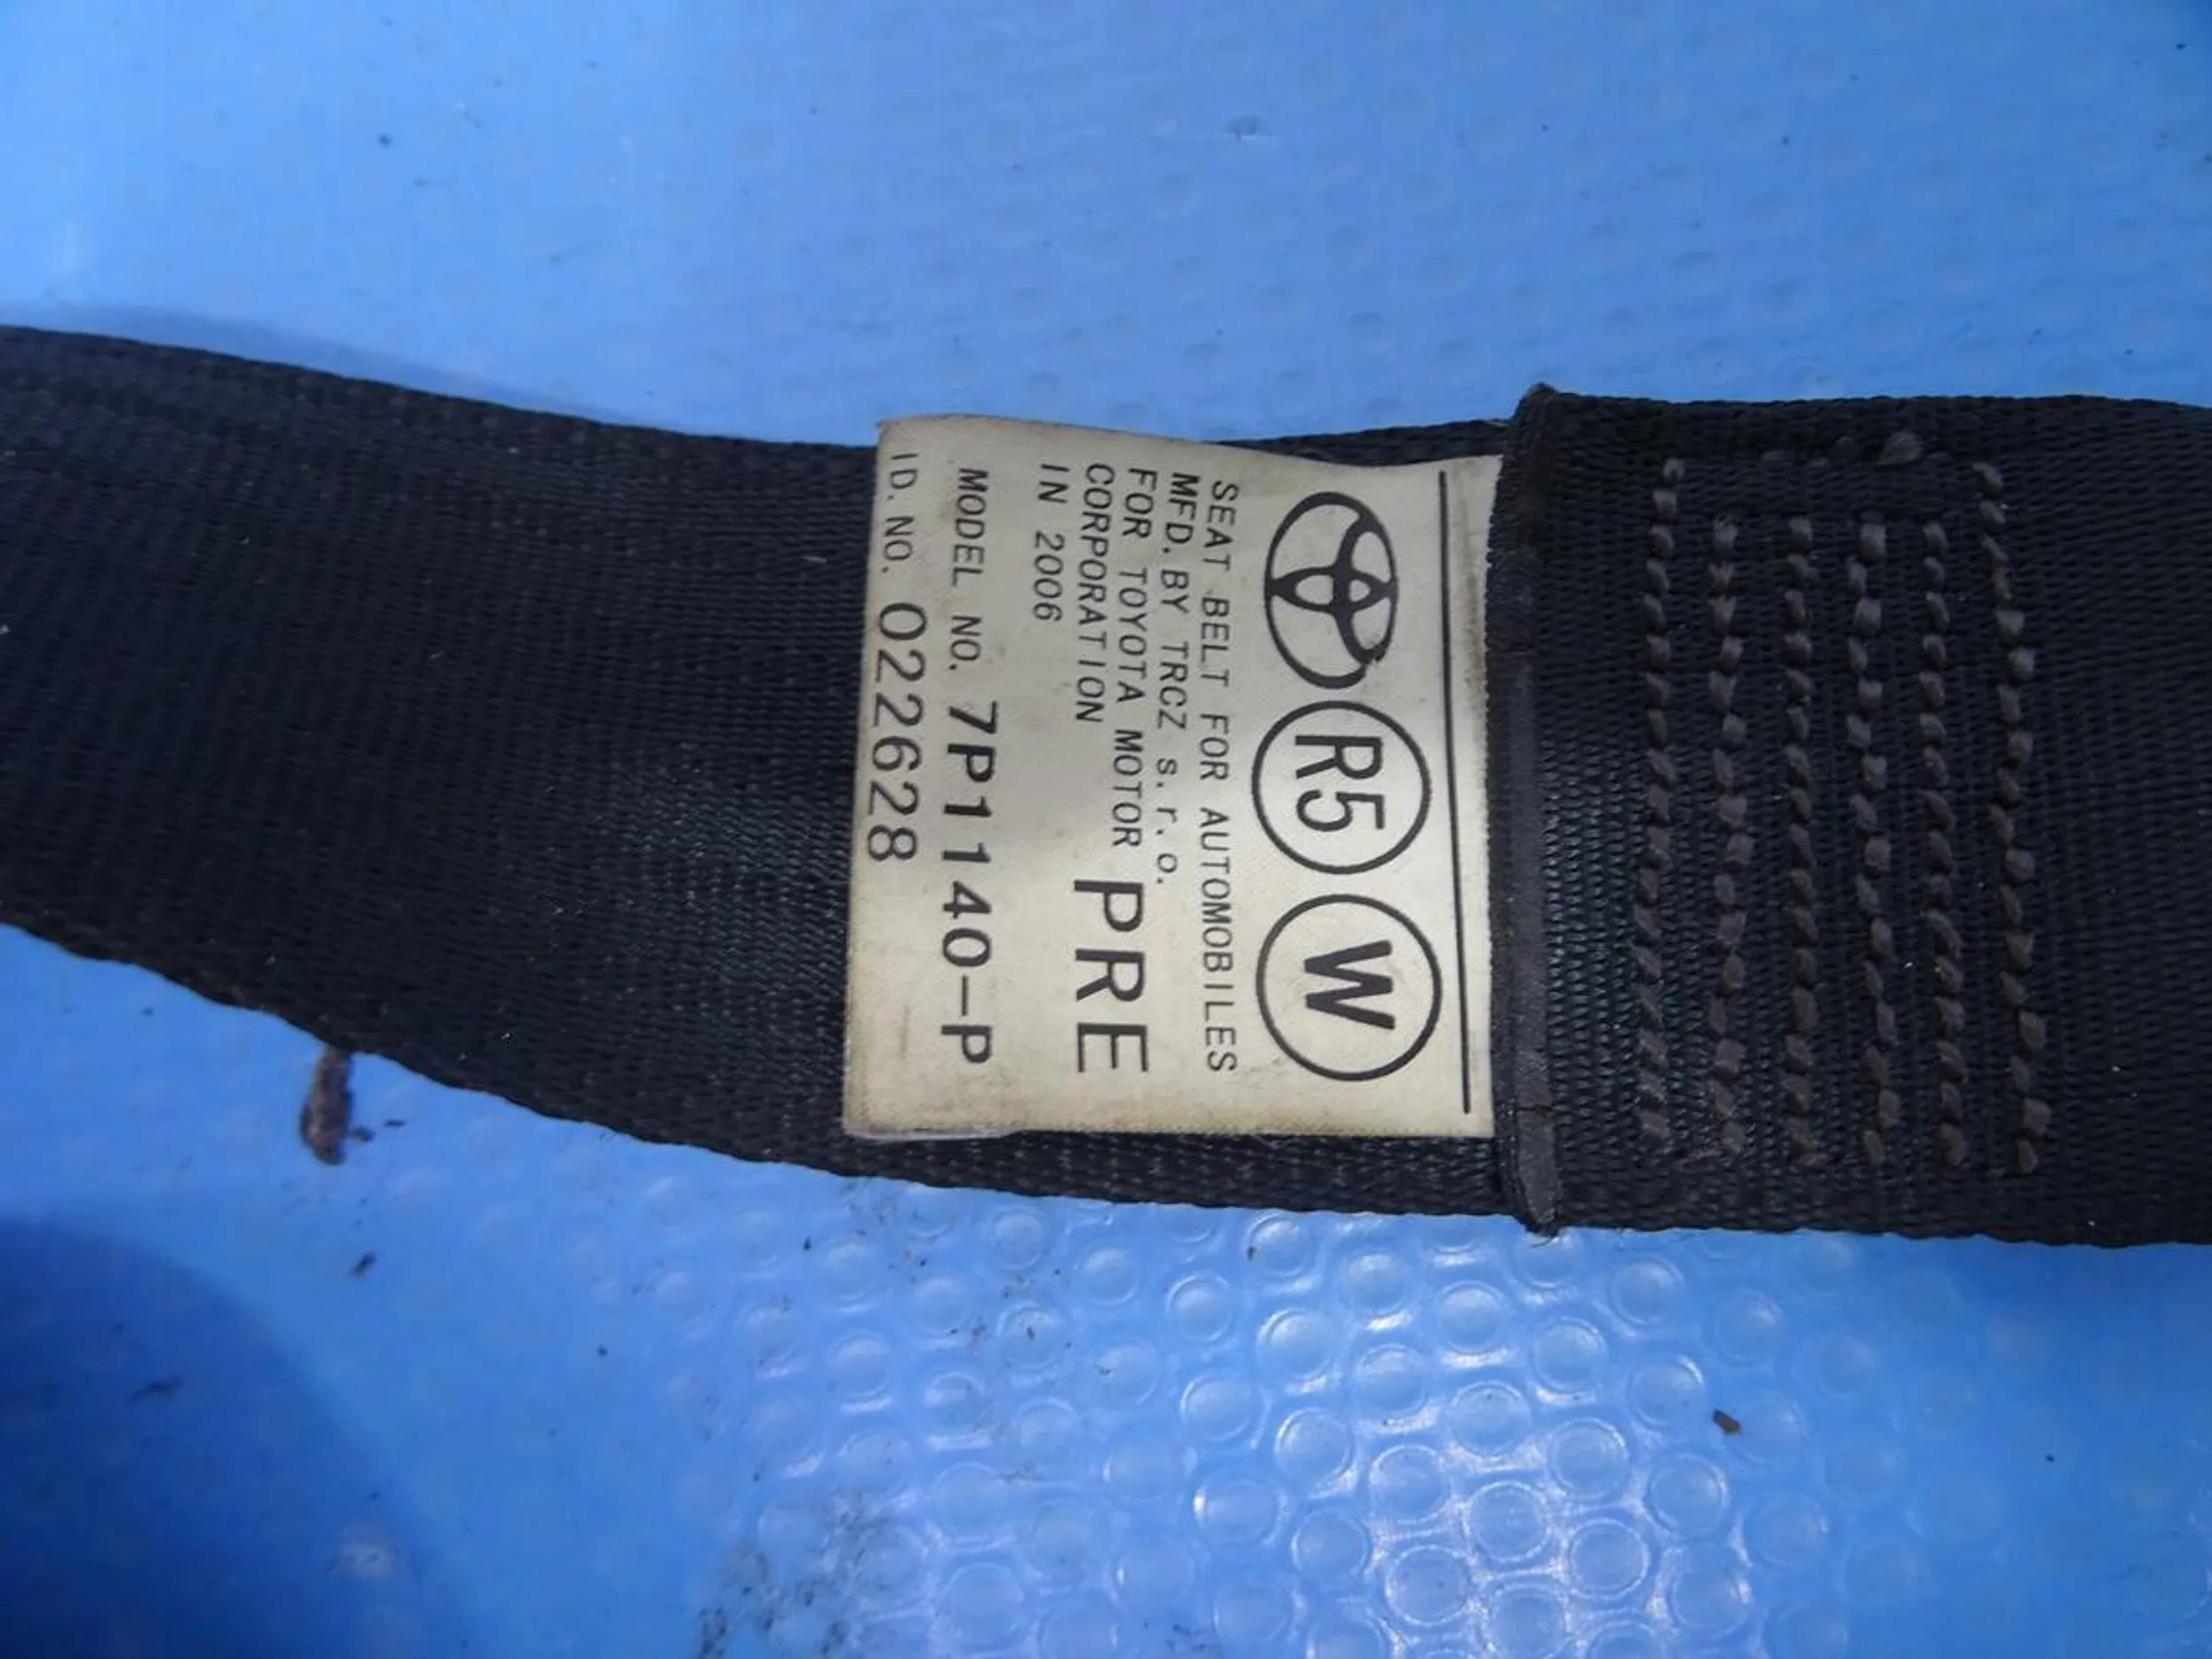 R5 W
SEAT BELT FOR AUTOMOBILES
MFD. BY TRCZ s.r.o.
FOR TOYOTA MOTOR
CORPORATION
IN 2006
PRE
MODEL NO. 7P1140-P
ID. NO. 022628